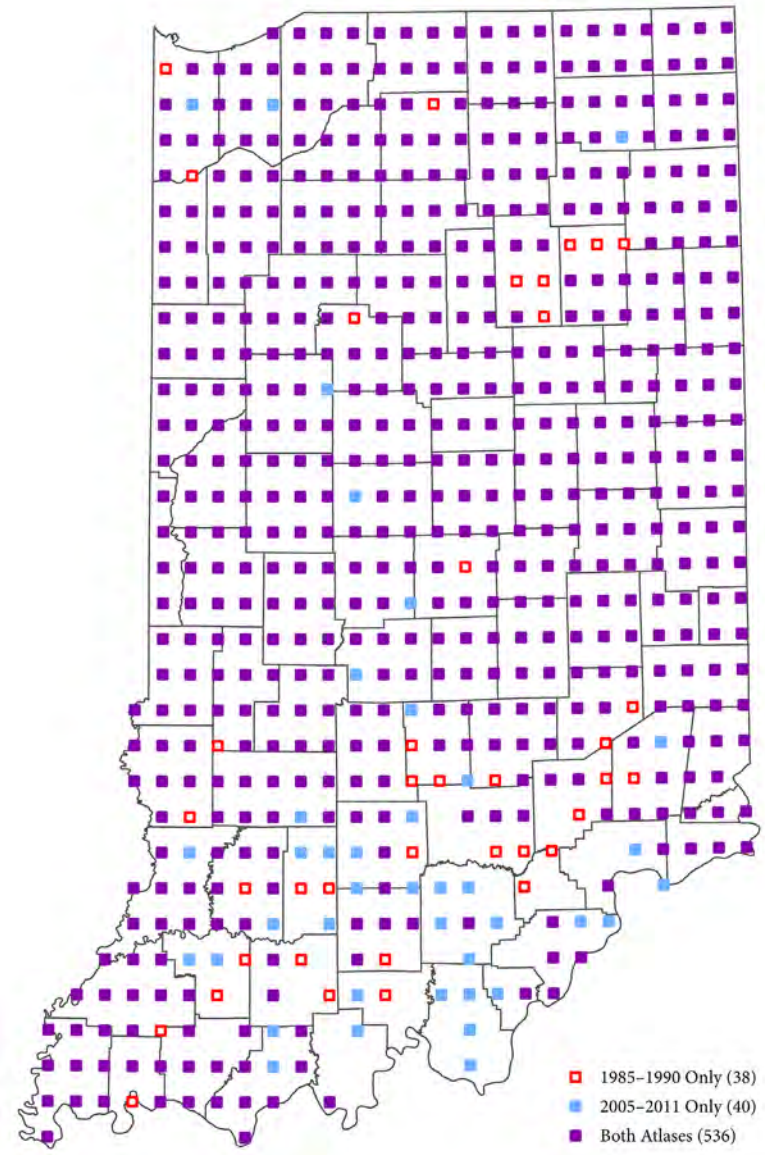 1985–1990 Only (38)
2005–2011 Only (40)
Both Atlases (536)